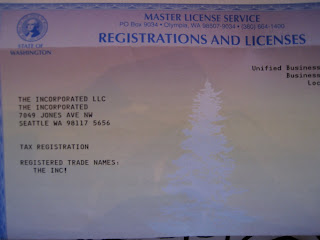 MASTER LICENSE SERVICE
PO BOX 9034 • Olympia, WA 98507-9034 • (360) 664-1400
REGISTRATIONS AND LICENSES
STATE OF
WASHINGTON
Unified Business
Business
Loc
THE INCORPORATED LLC
THE INCORPORATED
7049 JONES AVE NW
SEATTLE WA 98117 5656
TAX REGISTRATION
REGISTERED TRADE NAMES:
THE INC!